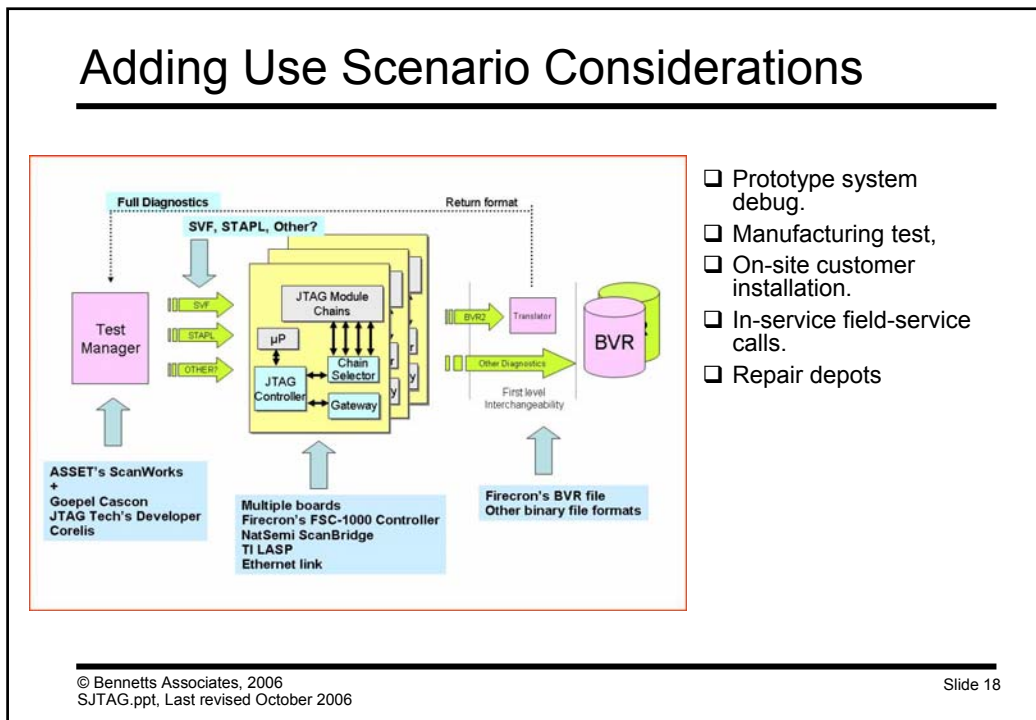 Adding Use Scenario Considerations
Full Diagnostics
Return format
SVF, STAPL, Other?
SVF
STAPL
OTHER?
Test
Manager
JTAG Module
Chains
µP
JTAG
Controller
Chain
Selector
Gateway
r
y
y
BVR2
Translator
Other Diagnostics
First level
Interchangeability
BVR
R
ASSET's ScanWorks
+
Goepel Cascon
JTAG Tech's Developer
Corelis
Multiple boards
Firecron's FSC-1000 Controller
NatSemi ScanBridge
TI LASP
Ethernet link
Firecron's BVR file
Other binary file formats
❑ Prototype system
debug.
❑ Manufacturing test,
❑ On-site customer
installation.
❑ In-service field-service
calls.
❑ Repair depots
© Bennetts Associates, 2006
SJTAG.ppt, Last revised October 2006
Slide 18